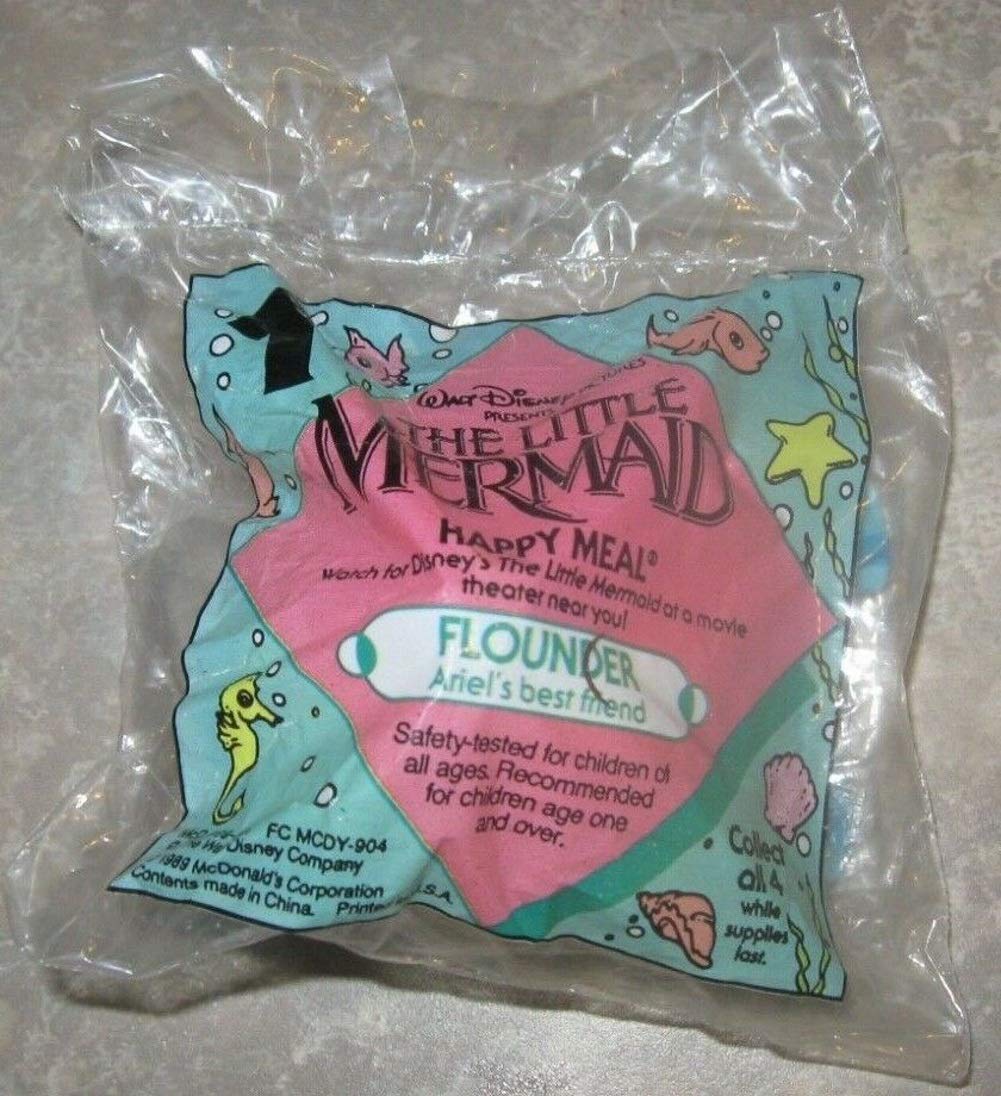 WALT DISNEY PICTURES
PRESENTS
THE LITTLE
MERMAID
HAPPY MEAL®
Watch for Disney's The Little Mermaid at a movie
theater near you!
FLOUNDER
Ariel's best friend
Safety-tested for children of
all ages. Recommended
for children age one
and over.
FC MCDY-904
Disney Company
1989 McDonald's Corporation
Contents made in China. Printed U.S.A.
Collect
all 4,
while
supplies
last.